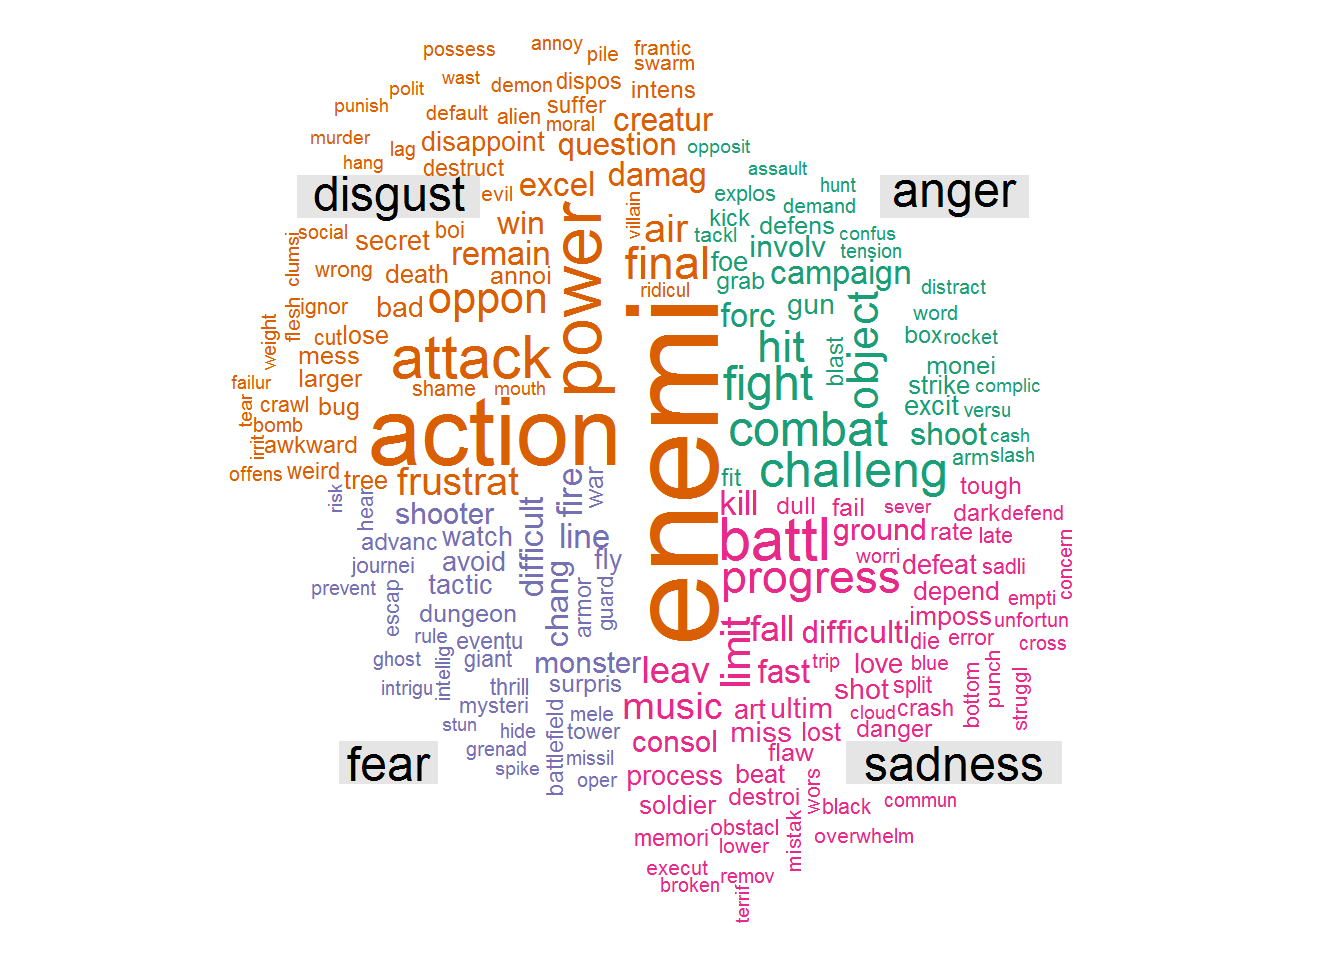 possess
annoy
pile
frantic
swarm
polit
wast
demon
dispos
intens
punish
default
alien
suffer
moral
creatur
murder
lag
disappoint
question
opposit
hang
destruct
evil
excel
damag
assault
disgust
anger
explos
hunt
demand
social
secret
boi
win
power
villain
air
kick
tackl
defens
confus
clumsi
wrong
death
remain
annoi
final
foe
involv
tension
ridicul
grab
campaign
distract
flesh
ignor
bad
oppon
enemi
forc
gun
object
word
weight
cut
lose
attack
hit
blast
box
rocket
mess
larger
shame
mouth
fight
monei
strike
complic
failur
tear
crawl
bug
action
combat
excit
versu
bomb
irrit
awkward
shoot
cash
offens
weird
tree
frustrat
challeng
arm
slash
fit
tough
risk
hear
shooter
difficult
fire
war
kill
dull
fail
sever
dark
defend
advanc
watch
line
battl
ground
rate
late
journei
avoid
fly
worri
defeat
sadli
concern
prevent
escap
tactic
chang
armor
guard
progress
depend
empti
dungeon
imposs
unfortun
rule
eventu
limit
fall
difficulti
die
error
cross
ghost
intellig
giant
monster
leav
fast
trip
love
blue
intrigu
thrill
surpris
shot
split
bottom
punch
struggl
mysteri
battlefield
mele
music
art
ultim
cloud
crash
stun
hide
tower
consol
miss
lost
danger
fear
grenad
missil
flaw
sadness
spike
oper
process
beat
wors
soldier
destroi
black
commun
memori
obstacl
lower
mistak
overwhelm
execut
remov
broken
terrif